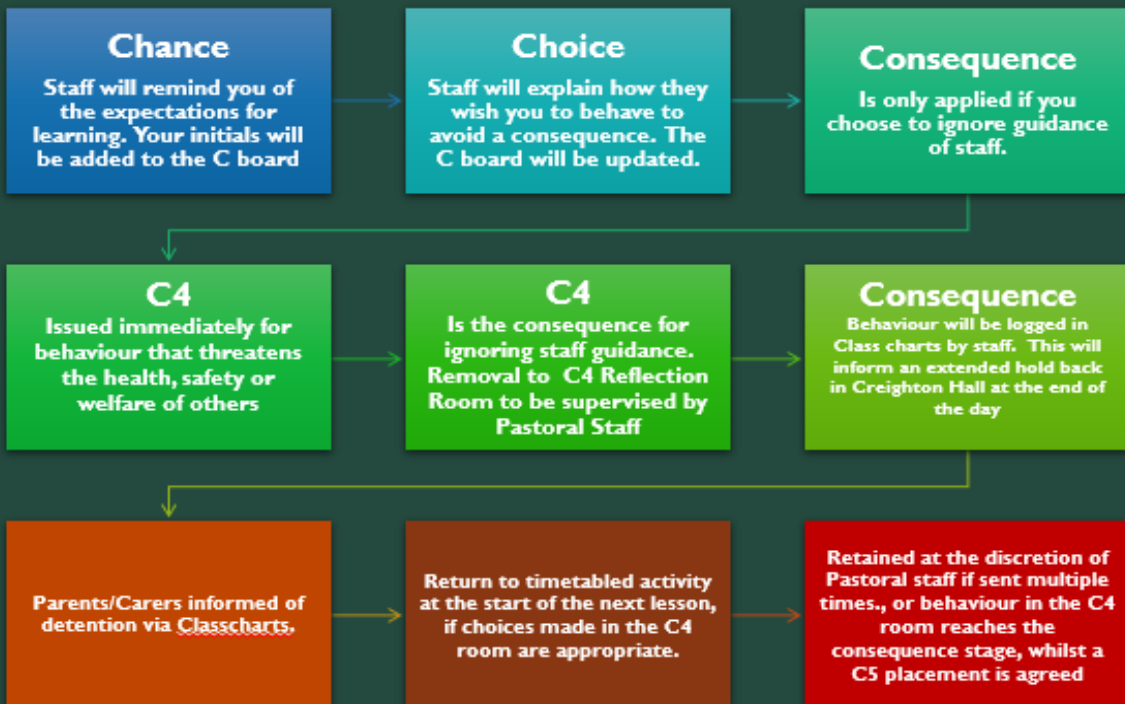 Chance
Staff will remind you of
the expectations for
learning. Your initials will
be added to the C board
Choice
Staff will explain how they
wish you to behave to
avoid a consequence. The
C board will be updated.
Consequence
Is only applied if you
choose to ignore guidance
of staff.
C4
Issued immediately for
behaviour that threatens
the health, safety or
welfare of others
C4
Is the consequence for
ignoring staff guidance.
Removal to C4 Reflection
Room to be supervised by
Pastoral Staff
Consequence
Behaviour will be logged in
Class charts by staff. This will
inform an extended hold back
in Creighton Hall at the end of
the day
Parents/Carers informed of
detention via Classcharts.
Return to timetabled activity
at the start of the next lesson,
if choices made in the C4
room are appropriate.
Retained at the discretion of
Pastoral staff if sent multiple
times., or behaviour in the C4
room reaches the
consequence stage, whilst a
C5 placement is agreed